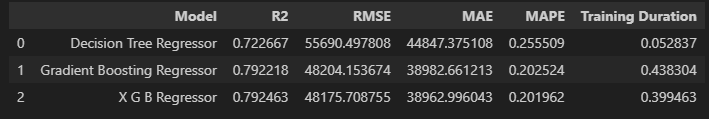 Model R2 RMSE MAE MAPE Training Duration
0 Decision Tree Regressor 0.722667 55690.497808 44847.375108 0.255509 0.052837
1 Gradient Boosting Regressor 0.792218 48204.153674 38982.661213 0.202524 0.438304
2 X G B Regressor 0.792463 48175.708755 38962.996043 0.201962 0.399463